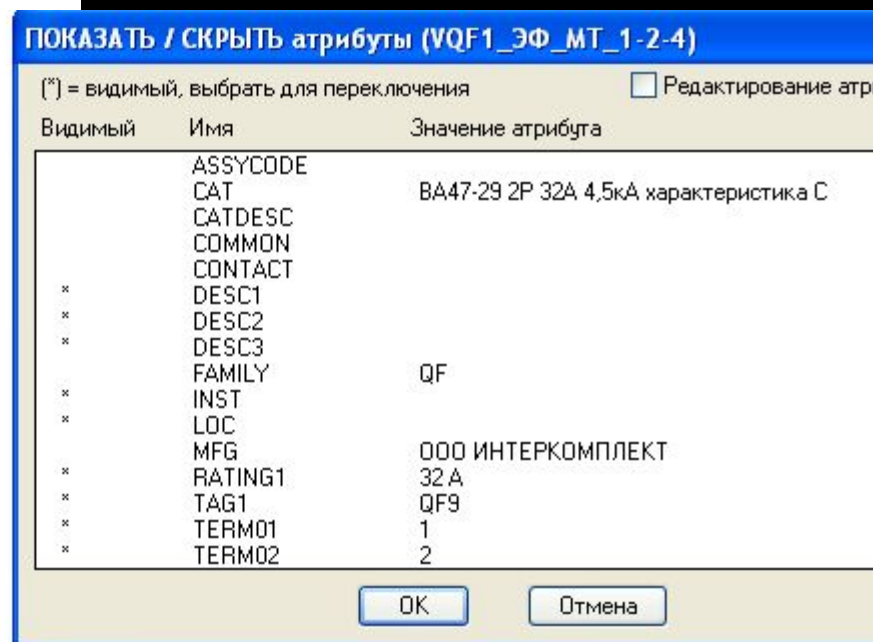 ПОКАЗАТЬ / СКРЫТЬ атрибуты (VQF1_ЭФ_МТ_1-2-4)
(*) = видимый, выбрать для переключения Редактирование атри
Видимый Имя Значение атрибута
ASSYCODE
CAT ВА47-29 2Р 32А 4,5кА характеристика С
CATDESC
COMMON
CONTACT
* DESC1
* DESC2
* DESC3
FAMILY QF
* INST
* LOC
MFG ООО ИНТЕРКОМПЛЕКТ
* RATING1 32 А
* TAG1 QF9
* TERM01 1
* TERM02 2
OK Отмена